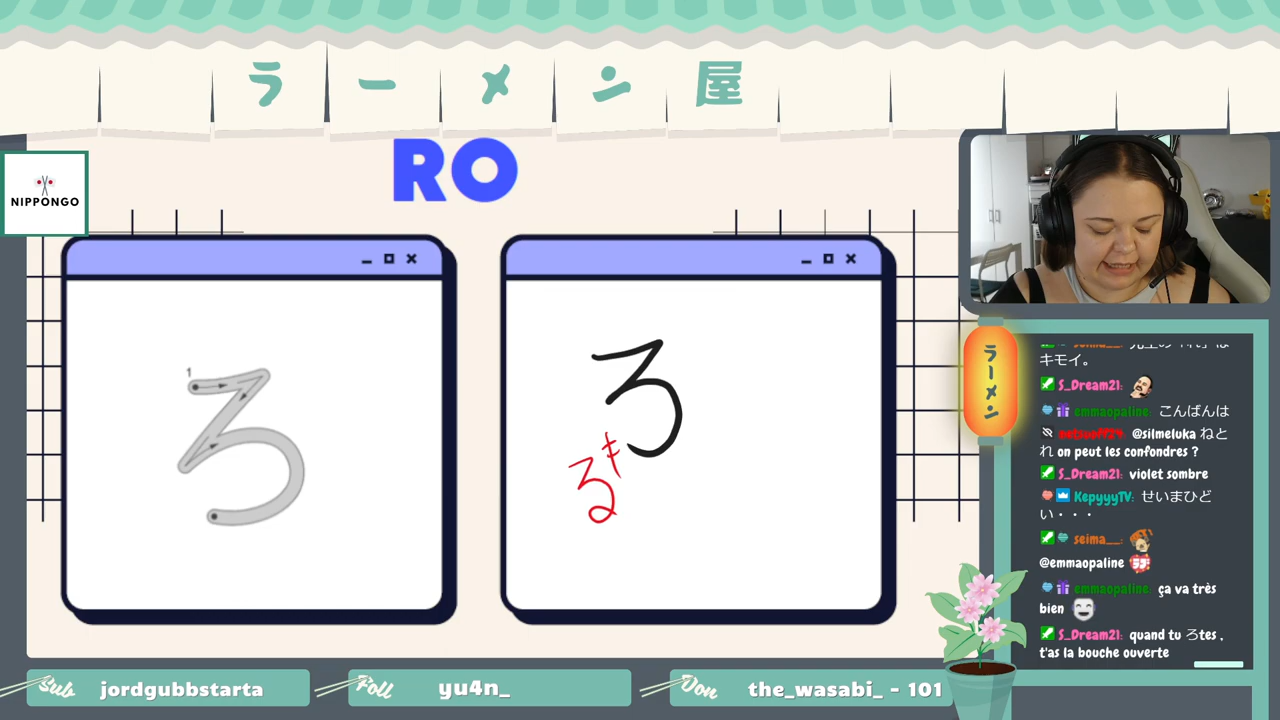 ラーメン屋
NIPPONGO
RO
1
ろ
ろ
る
キ
ラーメン
キモイ。
S_Dream21:
emmaopaline: こんばんは
@silmeluka ねと
れ on peut les confondres ?
S_Dream21: violet sombre
KepyyyTV: せいまひど
い・・・
seima__:
@emmaopaline
emmaopaline: ça va très
bien
S_Dream21: quand tu ろtes ,
t'as la bouche ouverte
Sub jordgubbstarta
Foll yu4n_
Don the_wasabi_ - 101